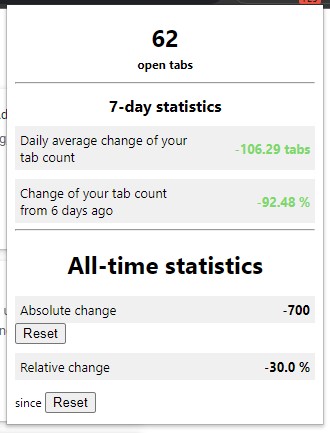 62
open tabs
7-day statistics
Daily average change of your
tab count
-106.29 tabs
Change of your tab count
from 6 days ago
-92.48 %
All-time statistics
Absolute change
-700
Reset
Relative change
-30.0 %
since Reset